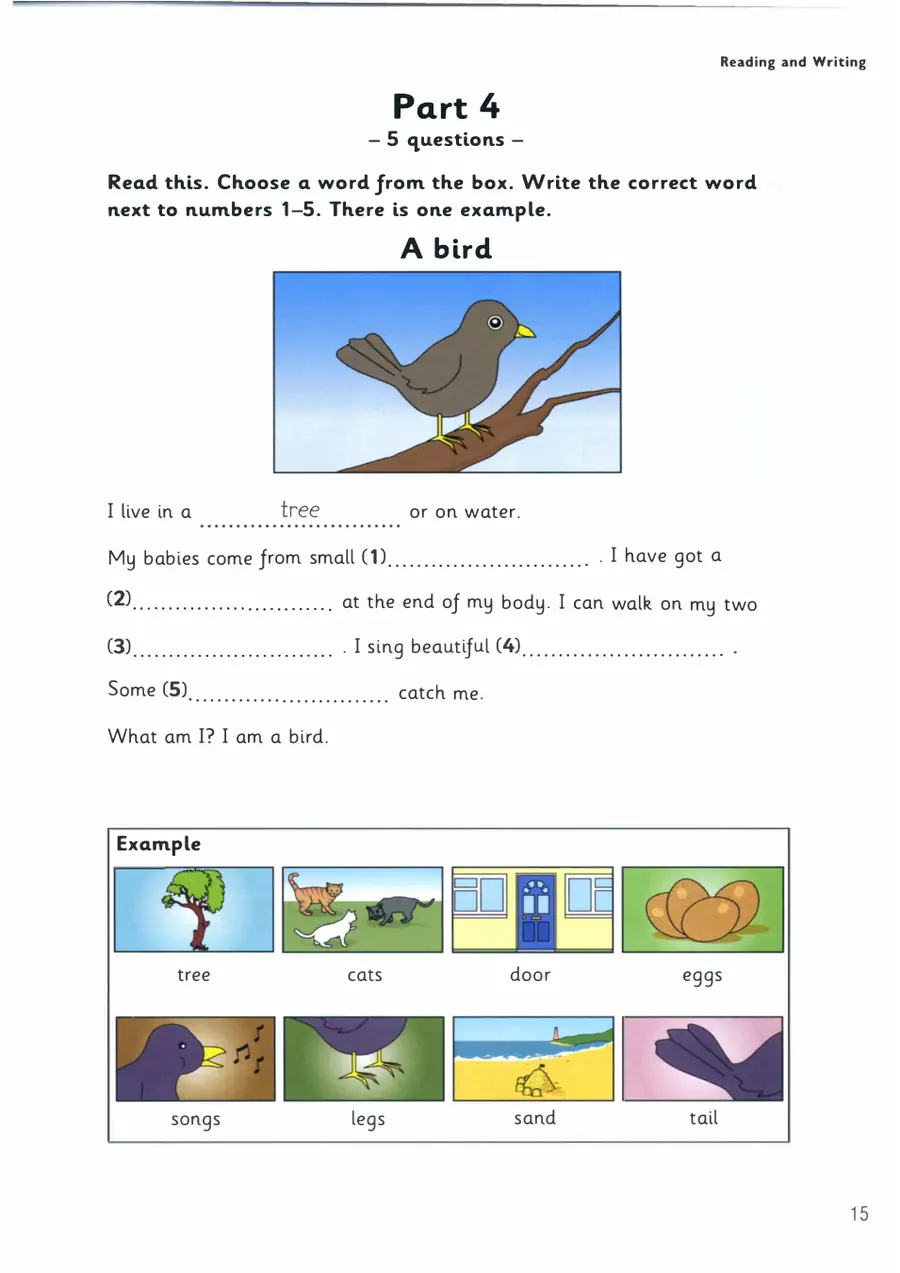 Reading and Writing
Part 4
– 5 questions –
Read this. Choose a word from the box. Write the correct word
next to numbers 1–5. There is one example.
A bird
I live in a tree or on water.
My babies come from small (1)............................ . I have got a
(2)............................ at the end of my body. I can walk on my two
(3)............................ . I sing beautiful (4)............................ .
Some (5)............................ catch me.
What am I? I am a bird.
Example
tree cats door eggs
songs legs sand tail
15